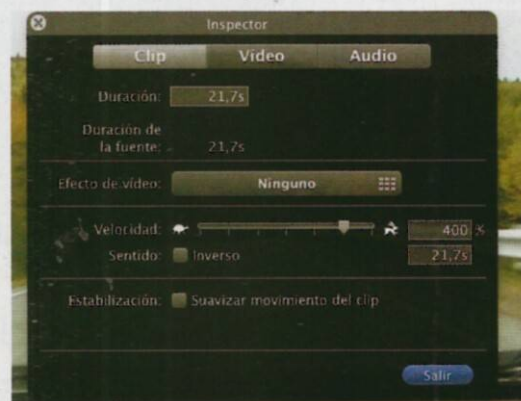 Inspector
Clip Vídeo Audio
Duración: 21,7s
Duración de
la fuente: 21,7s
Efecto de vídeo: Ninguno
Velocidad: 400 %
Sentido: Inverso 21,7s
Estabilización: Suavizar movimiento del clip
Salir